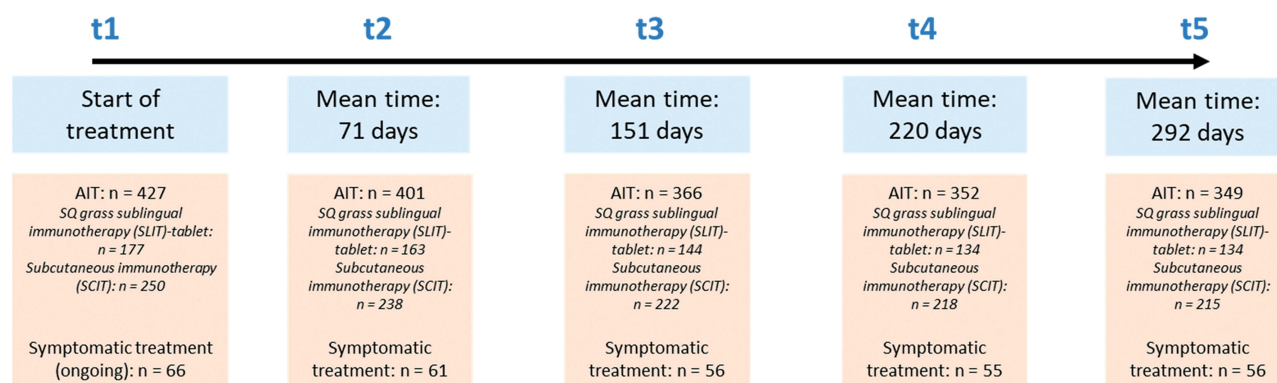 t1
t2
t3
t4
t5
Start of
treatment
Mean time:
71 days
Mean time:
151 days
Mean time:
220 days
Mean time:
292 days
AIT: n = 427
SQ grass sublingual
immunotherapy (SLIT)-tablet:
n = 177
Subcutaneous immunotherapy
(SCIT): n = 250
Symptomatic treatment
(ongoing): n = 66
AIT: n = 401
SQ grass sublingual
immunotherapy (SLIT)-
tablet: n = 163
Subcutaneous
immunotherapy (SCIT):
n = 238
Symptomatic
treatment: n = 61
AIT: n = 366
SQ grass sublingual
immunotherapy (SLIT)-
tablet: n = 144
Subcutaneous
immunotherapy (SCIT):
n = 222
Symptomatic
treatment: n = 56
AIT: n = 352
SQ grass sublingual
immunotherapy (SLIT)-
tablet: n = 134
Subcutaneous
immunotherapy (SCIT):
n = 218
Symptomatic
treatment: n = 55
AIT: n = 349
SQ grass sublingual
immunotherapy (SLIT)-
tablet: n = 134
Subcutaneous
immunotherapy (SCIT):
n = 215
Symptomatic
treatment: n = 56